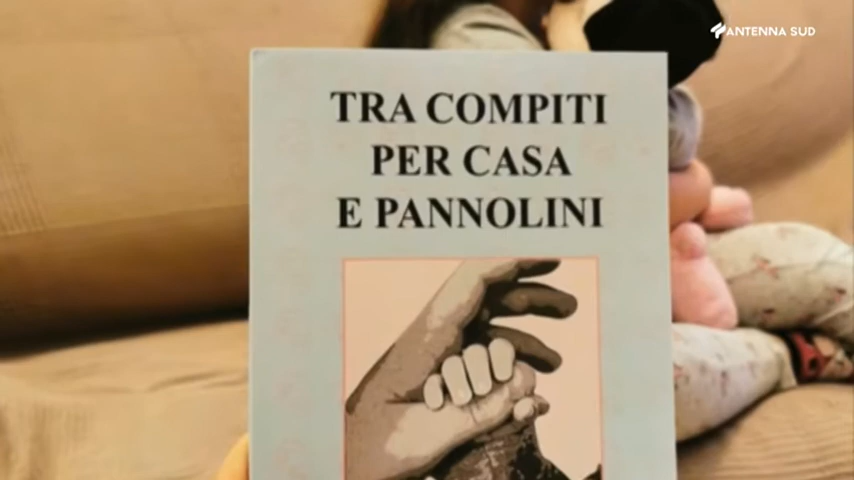 ANTENNA SUD
TRA COMPITI
PER CASA
E PANNOLINI